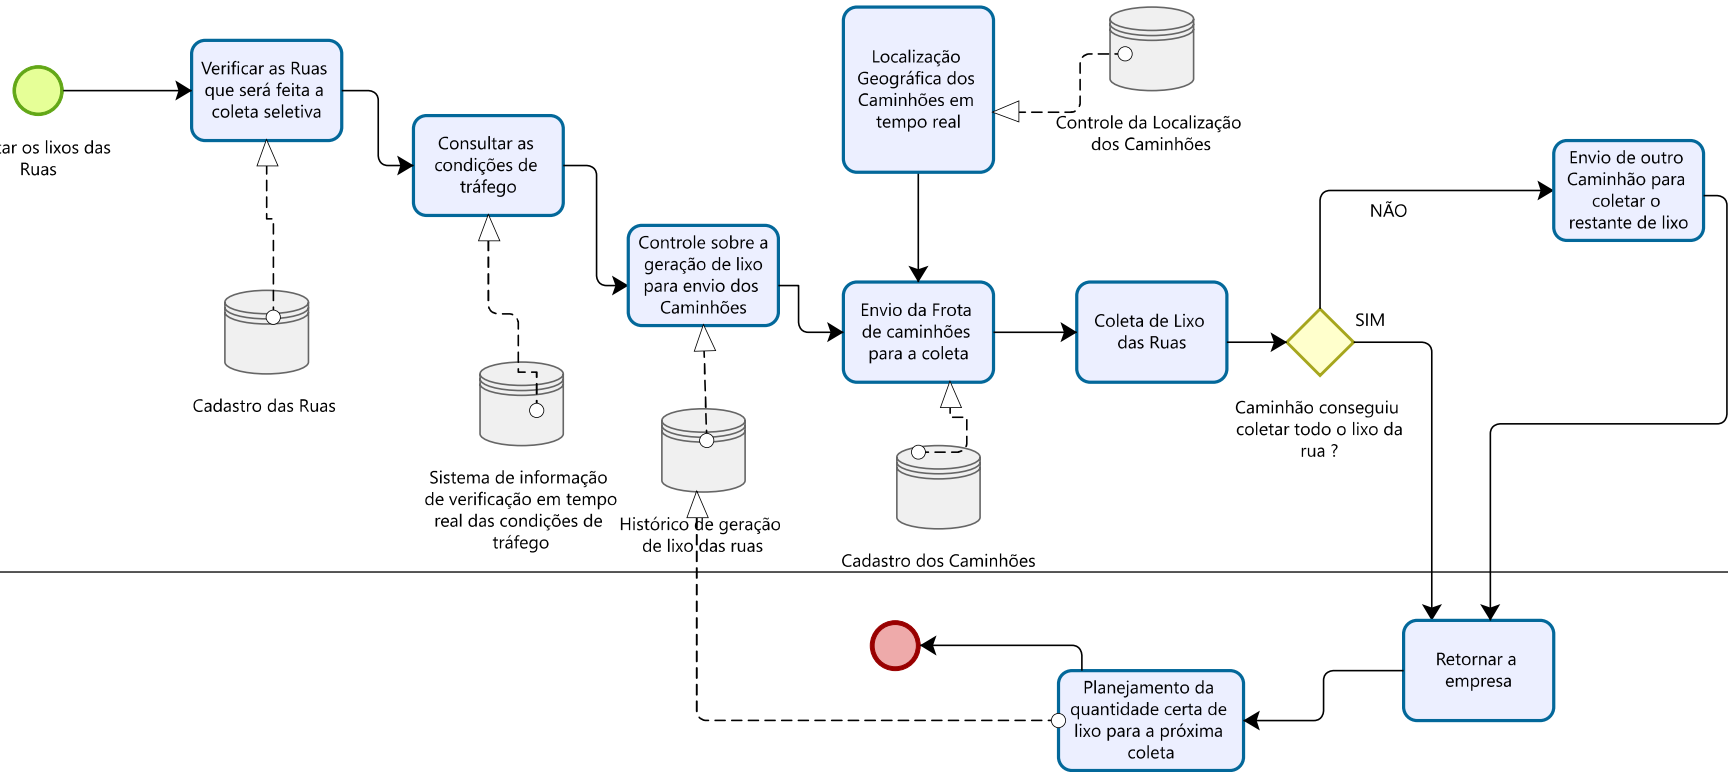 lixos das
Ruas
Verificar as Ruas
que será feita a
coleta seletiva
Cadastro das Ruas
Consultar as
condições de
tráfego
Sistema de informação
de verificação em tempo
real das condições de
tráfego
Controle sobre a
geração de lixo
para envio dos
Caminhões
Histórico de geração
de lixo das ruas
Localização
Geográfica dos
Caminhões em
tempo real
Controle da Localização
dos Caminhões
Envio da Frota
de caminhões
para a coleta
Cadastro dos Caminhões
Coleta de Lixo
das Ruas
SIM
NÃO
Caminhão conseguiu
coletar todo o lixo da
rua ?
Envio de outro
Caminhão para
coletar o
restante de lixo
Retornar a
empresa
Planejamento da
quantidade certa de
lixo para a próxima
coleta